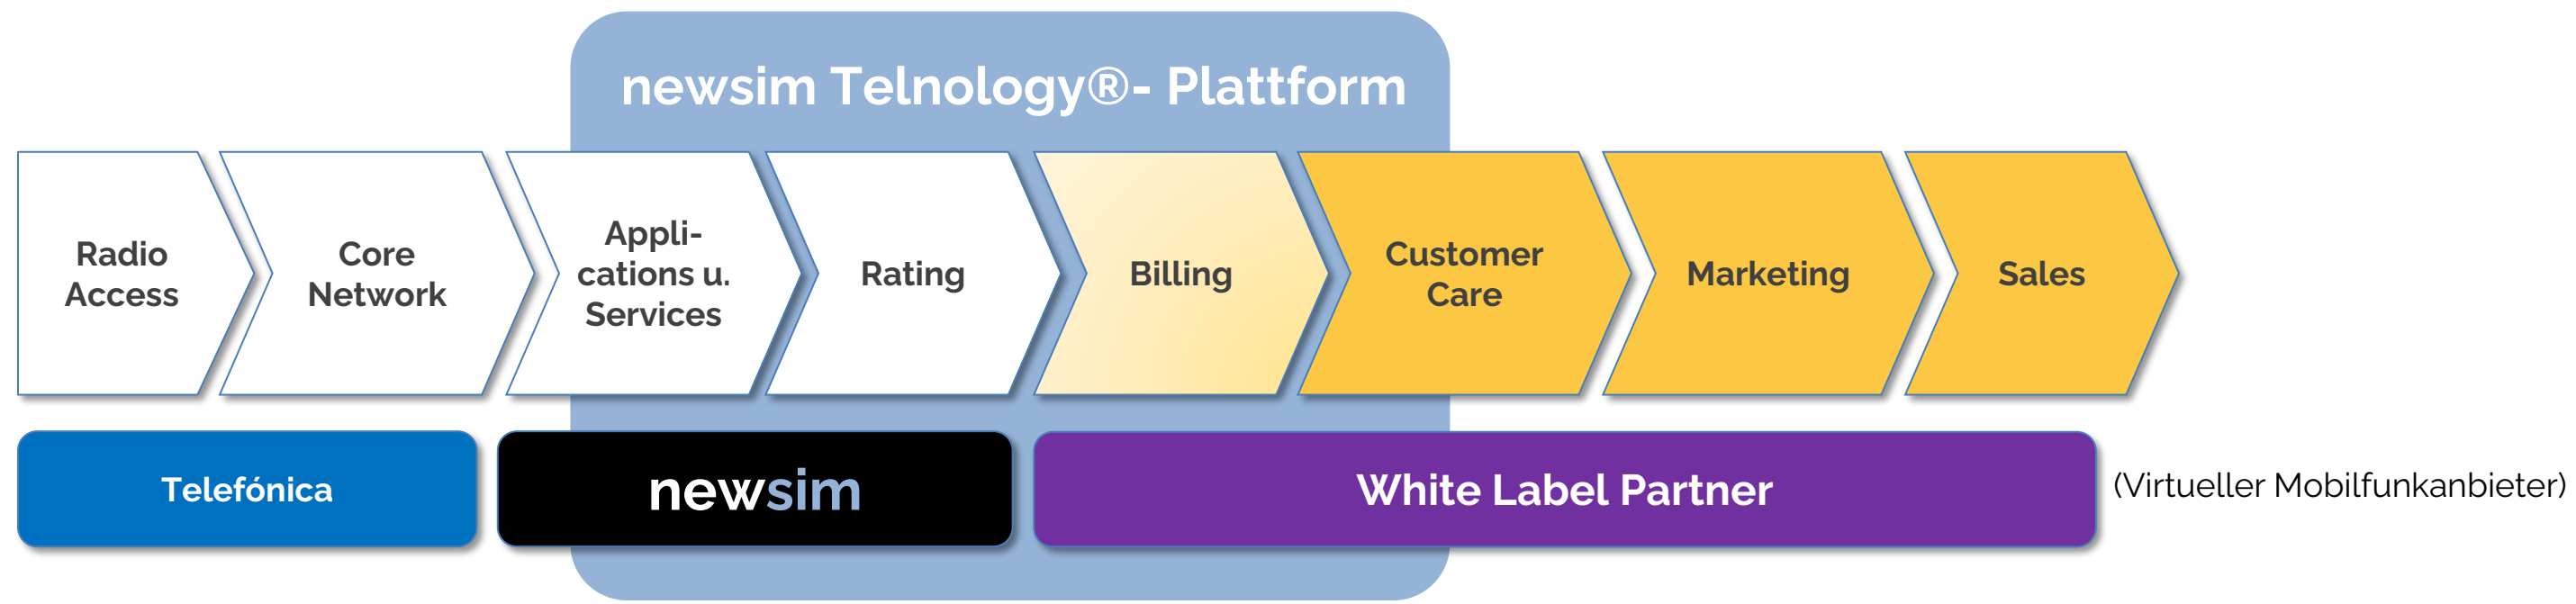 newsim Telnology®- Plattform
Radio
Access
Core
Network
Appli-
cations u.
Services
Rating
Billing
Customer
Care
Marketing
Sales
Telefónica
newsim
White Label Partner
(Virtueller Mobilfunkanbieter)